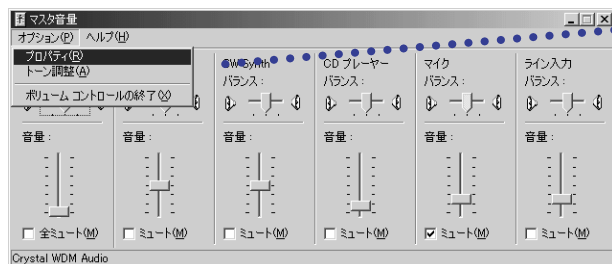 マスタ音量
オプション(P) ヘルプ(H)
プロパティ(R)
トーン調整(A)
ボリューム コントロールの終了(X)
SW Synth
CD プレーヤー
マイク
ライン入力
バランス:
バランス:
バランス:
バランス:
音量:
音量:
音量:
音量:
音量:
音量:
全ミュート(M)
ミュート(M)
ミュート(M)
ミュート(M)
ミュート(M)
ミュート(M)
Crystal WDM Audio